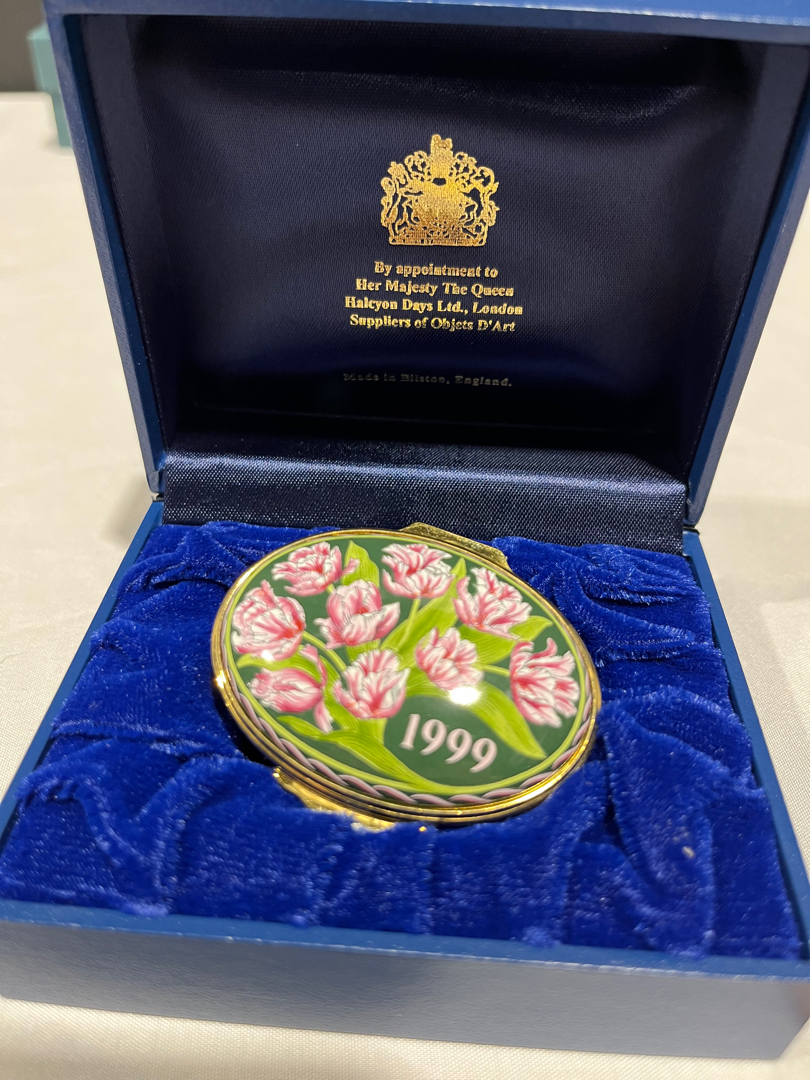 By appointment to
Her Majesty The Queen
Halcyon Days Ltd., London
Suppliers of Objets D'Art
Made in Bilston, England.
1999